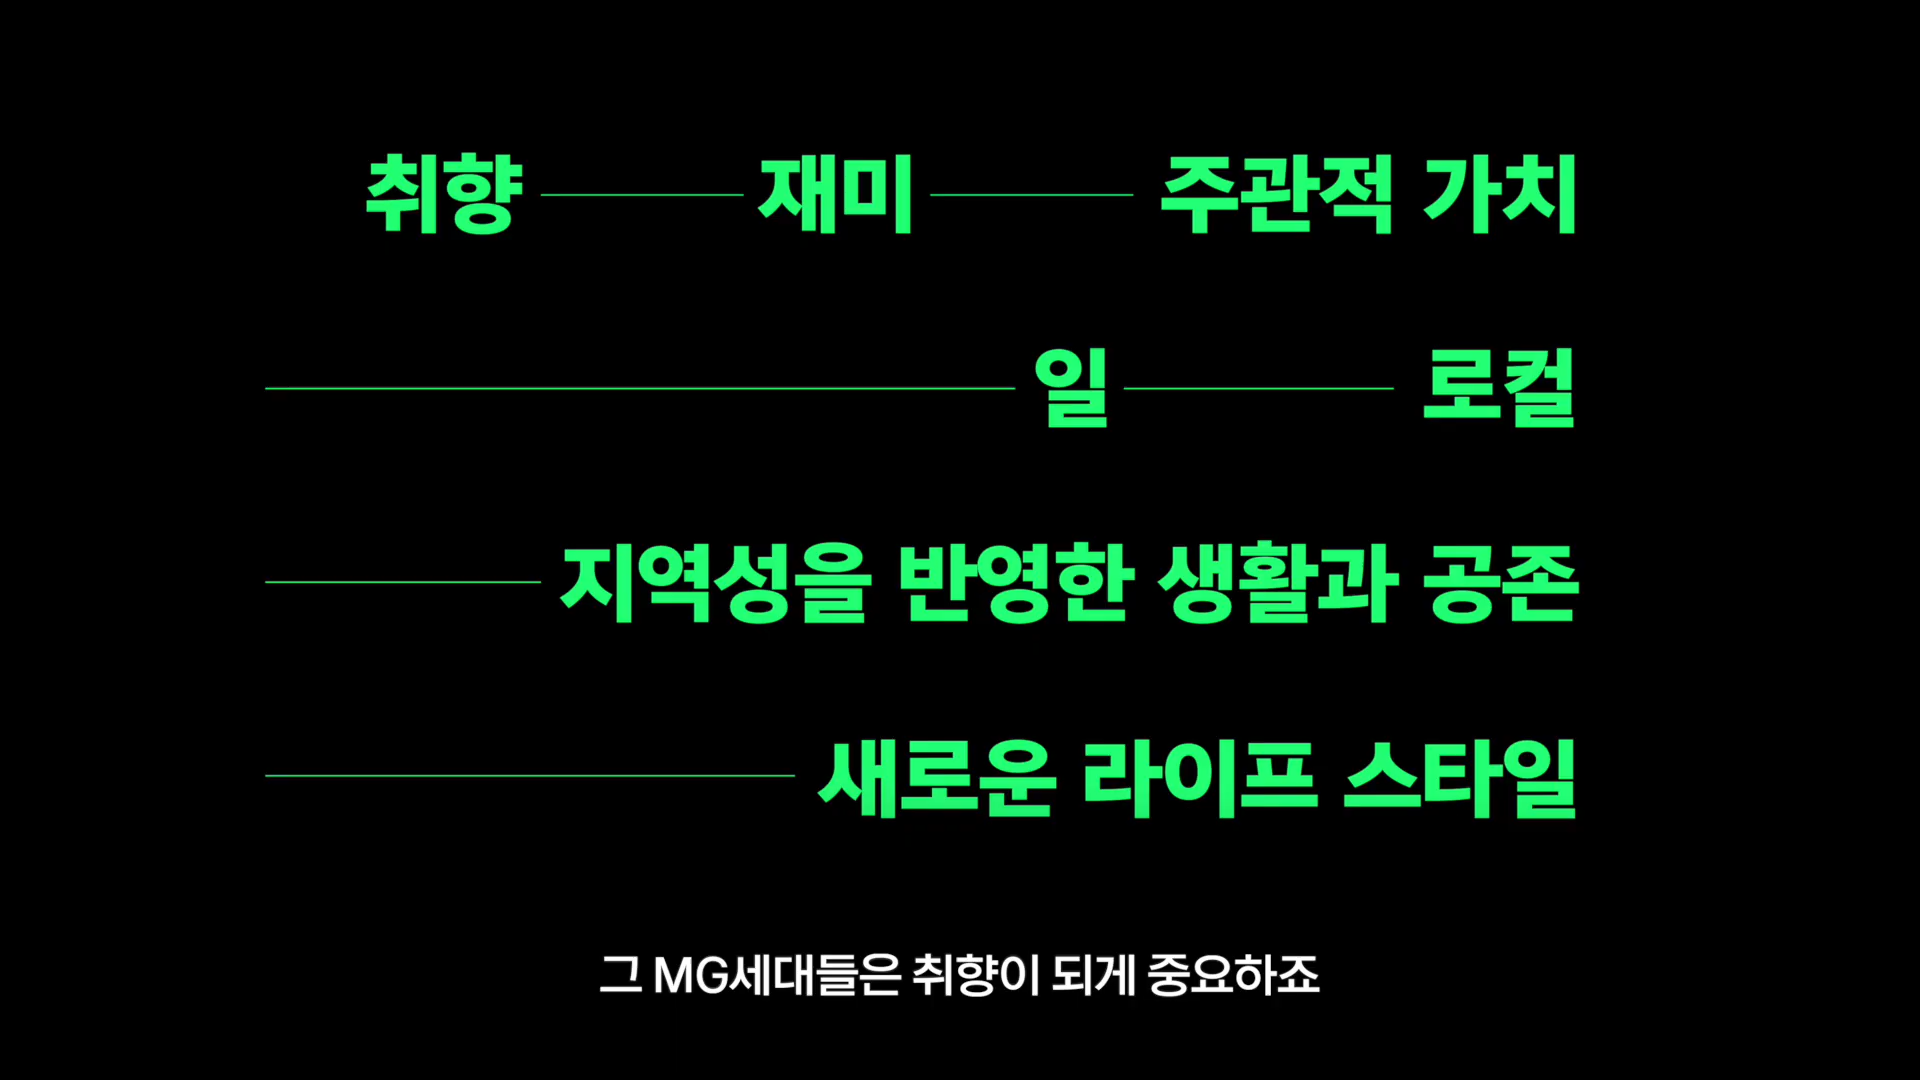 취향 재미 주관적 가치
일 로컬
지역성을 반영한 생활과 공존
새로운 라이프 스타일
그 MG세대들은 취향이 되게 중요하죠